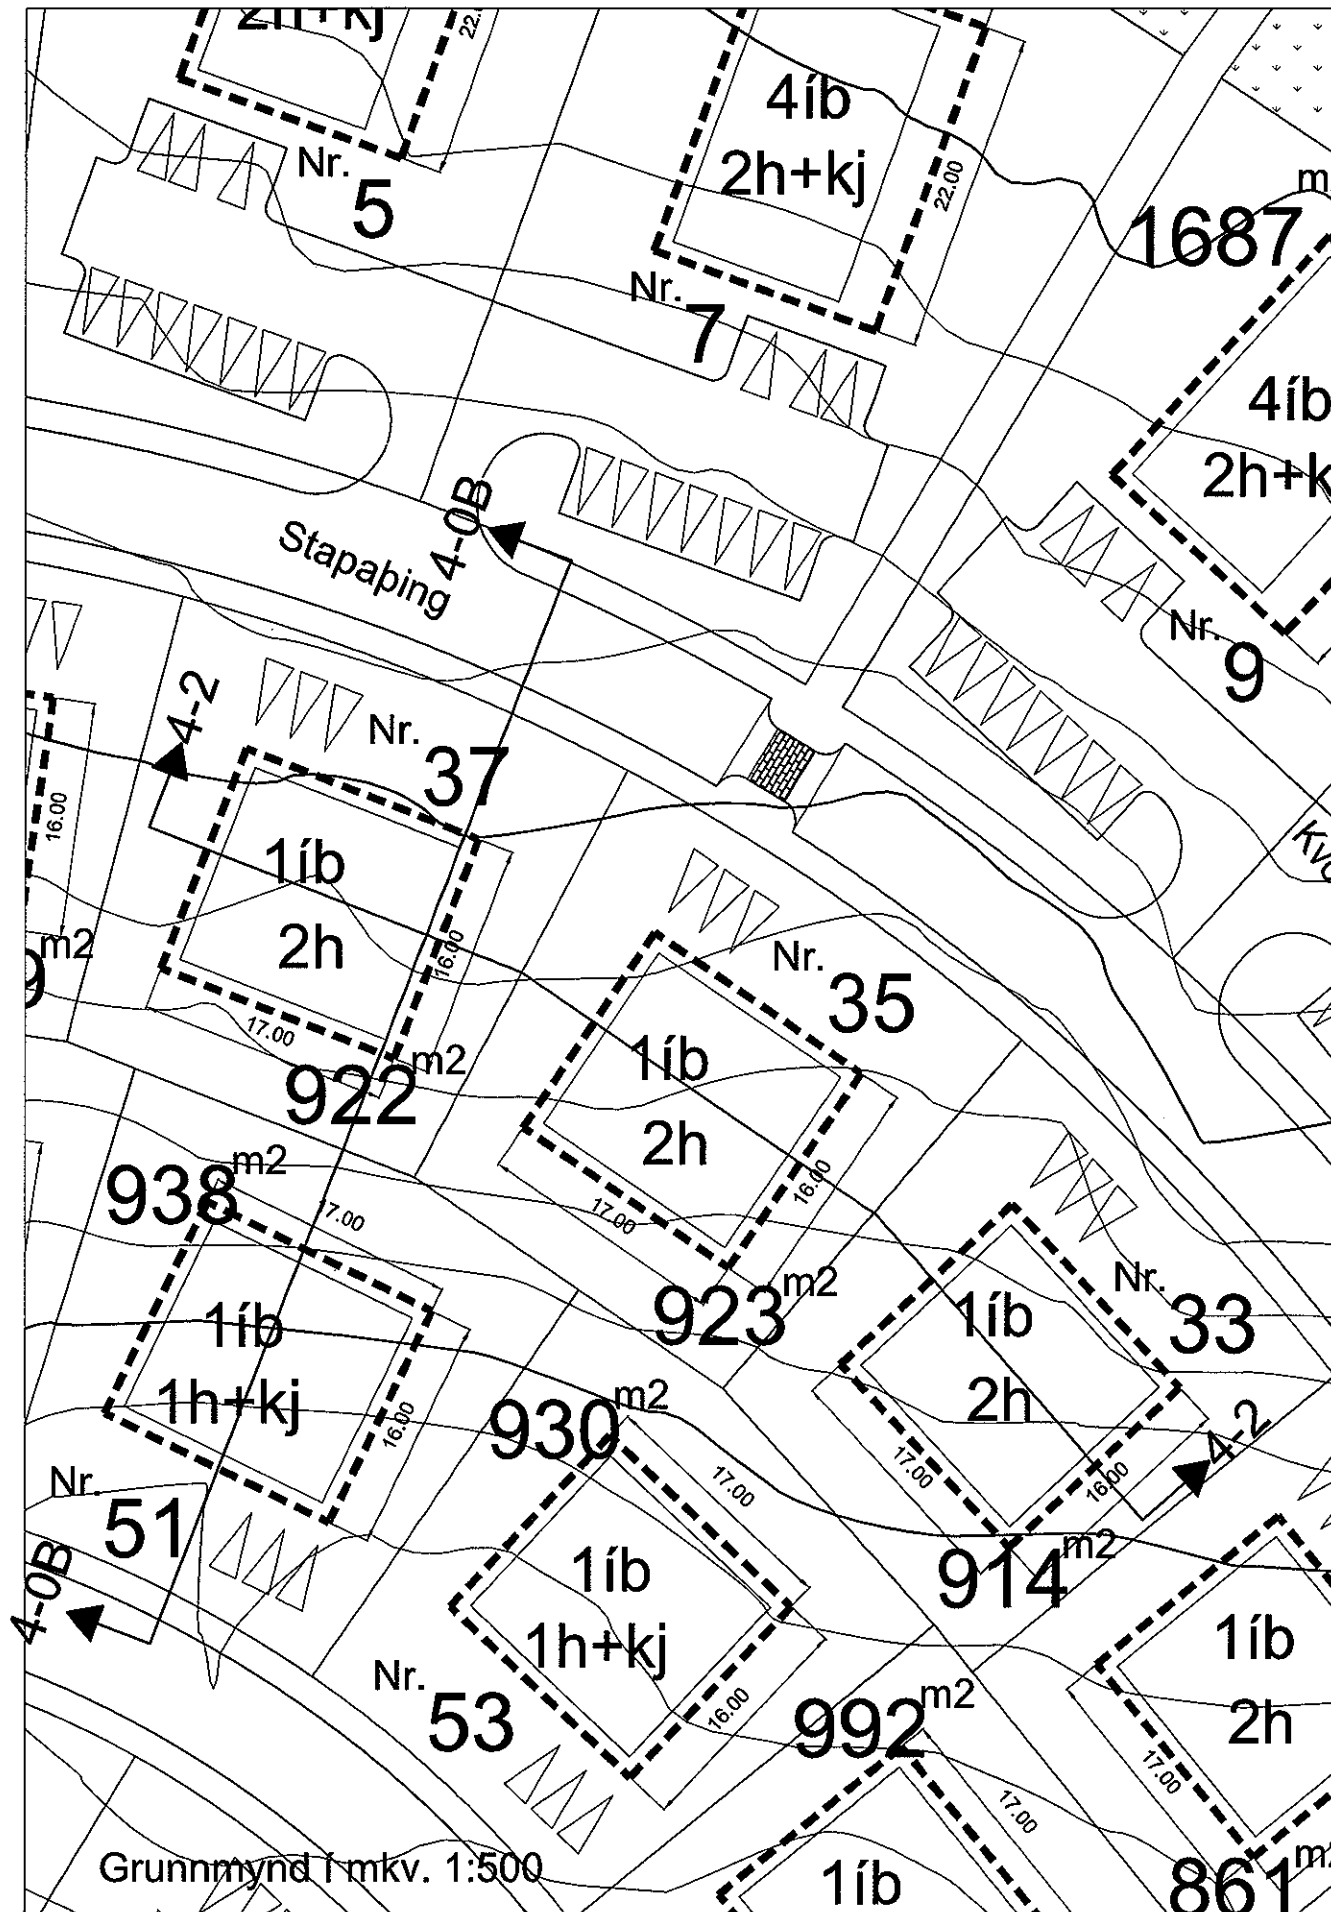 2h+kj
22.0
Nr.
5
4íb
2h+kj
22.00
Nr.
7
m
1687
4íb
2h+k
Nr.
9
Stapaþing
4-0B
4-2
Nr.
37
16.00
1íb
2h
16.00
17.00
m2
922
m2
9
Nr.
35
1íb
2h
16.00
17.00
m2
923
m2
938
17.00
1íb
1h+kj
16.00
Nr.
51
4-0B
Nr.
33
1íb
2h
17.00
16.00
4-2
m2
914
m2
930
17.00
1íb
1h+kj
16.00
Nr.
53
m2
992
17.00
1íb
1íb
2h
17.00
m2
861
Grunnmynd í mkv. 1:500